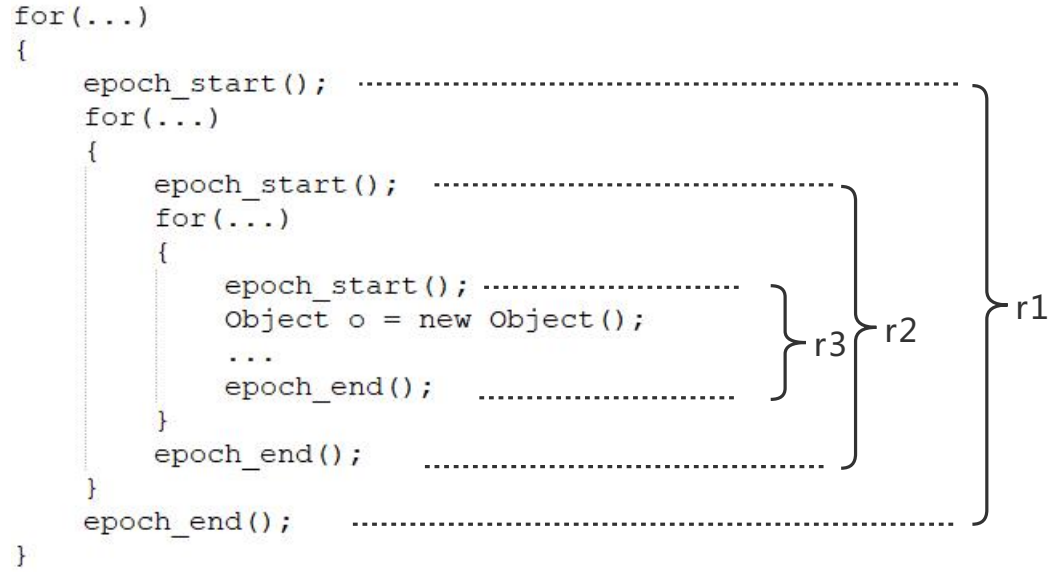 for(...)
{
epoch_start();
for(...)
{
epoch_start();
for(...)
{
epoch_start();
Object o = new Object();
...
epoch_end();
}
epoch_end();
}
epoch_end();
}
r3
r2
r1